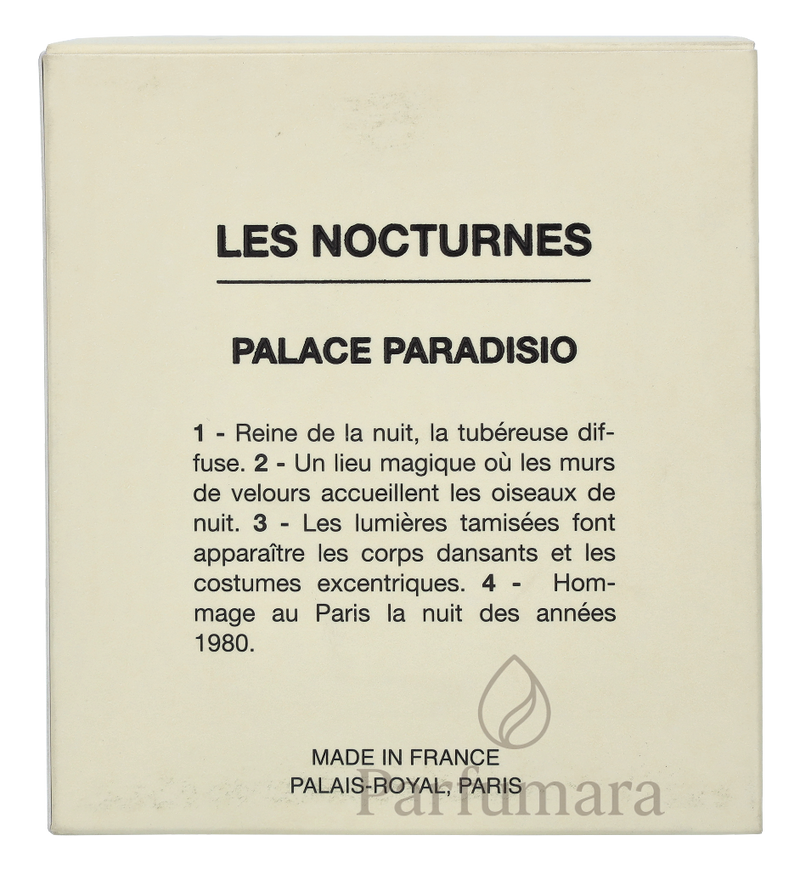 LES NOCTURNES
PALACE PARADISIO
1 - Reine de la nuit, la tubéreuse dif-
fuse. 2 - Un lieu magique où les murs
de velours accueillent les oiseaux de
nuit. 3 - Les lumières tamisées font
apparaître les corps dansants et les
costumes excentriques. 4 - Hom-
mage au Paris la nuit des années
1980.
MADE IN FRANCE
PALAIS-ROYAL, PARIS
Parfumara